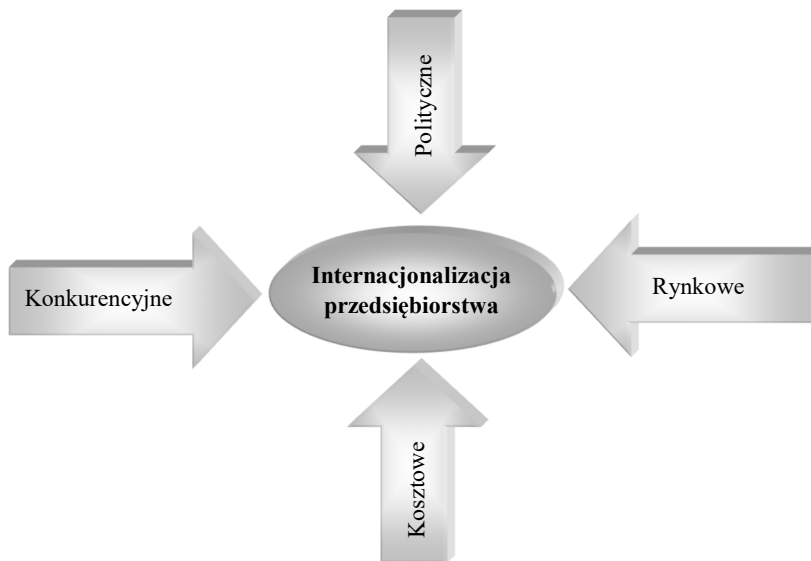 Polityczne
Internacjonalizacja
przedsiębiorstwa
Konkurencyjne
Rynkowe
Kosztowe